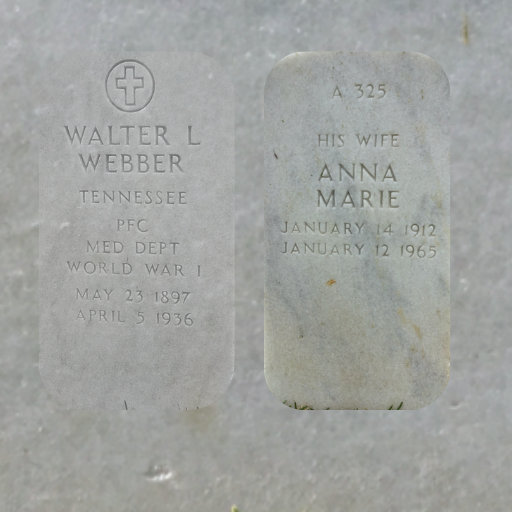 WALTER L
WEBBER
TENNESSEE
PFC
MED DEPT
WORLD WAR I
MAY 23 1897
APRIL 5 1936
A 325
HIS WIFE
ANNA
MARIE
JANUARY 14 1912
JANUARY 12 1965